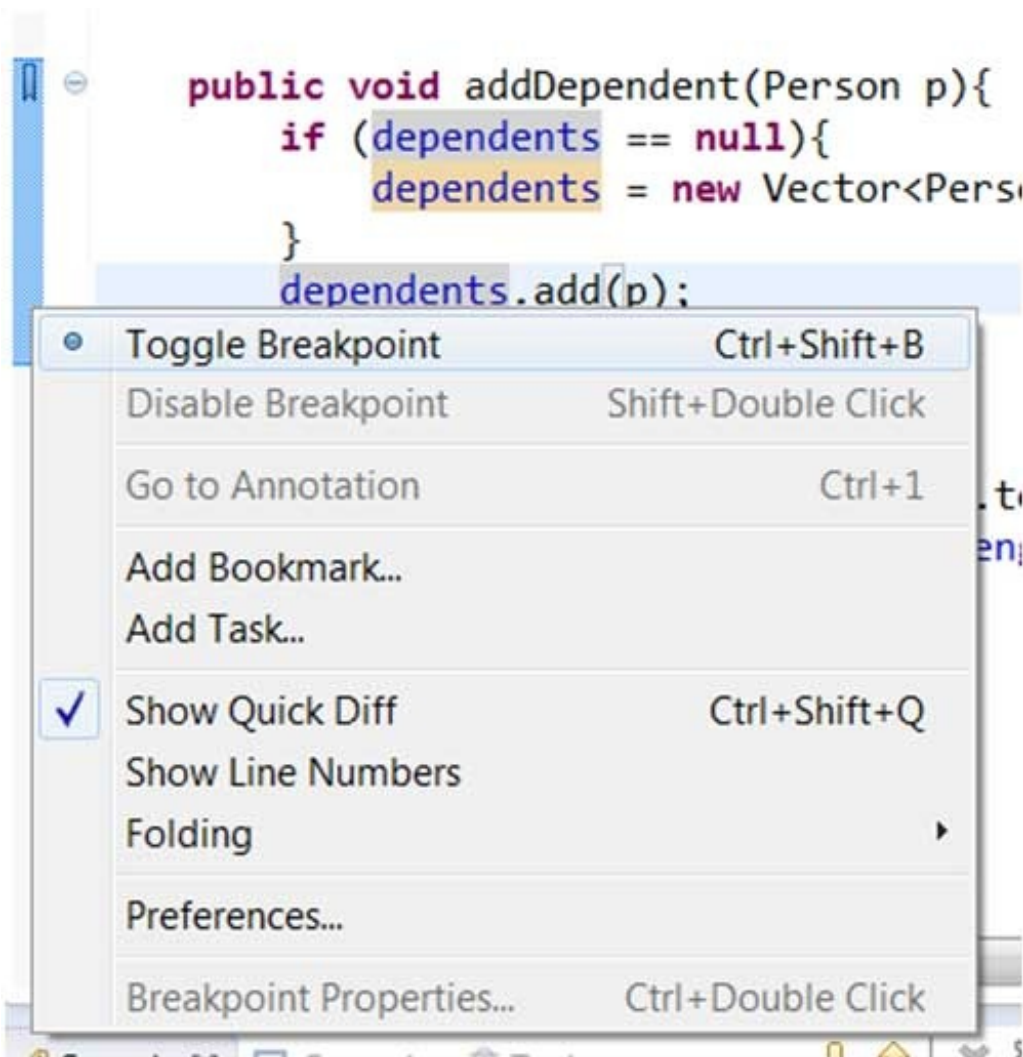 public void addDependent(Person p){
if (dependents == null){
dependents = new Vector<Perso
}
dependents.add(p);
Toggle Breakpoint Ctrl+Shift+B
Disable Breakpoint Shift+Double Click
Go to Annotation Ctrl+1
Add Bookmark...
Add Task...
Show Quick Diff Ctrl+Shift+Q
Show Line Numbers
Folding
Preferences...
Breakpoint Properties... Ctrl+Double Click